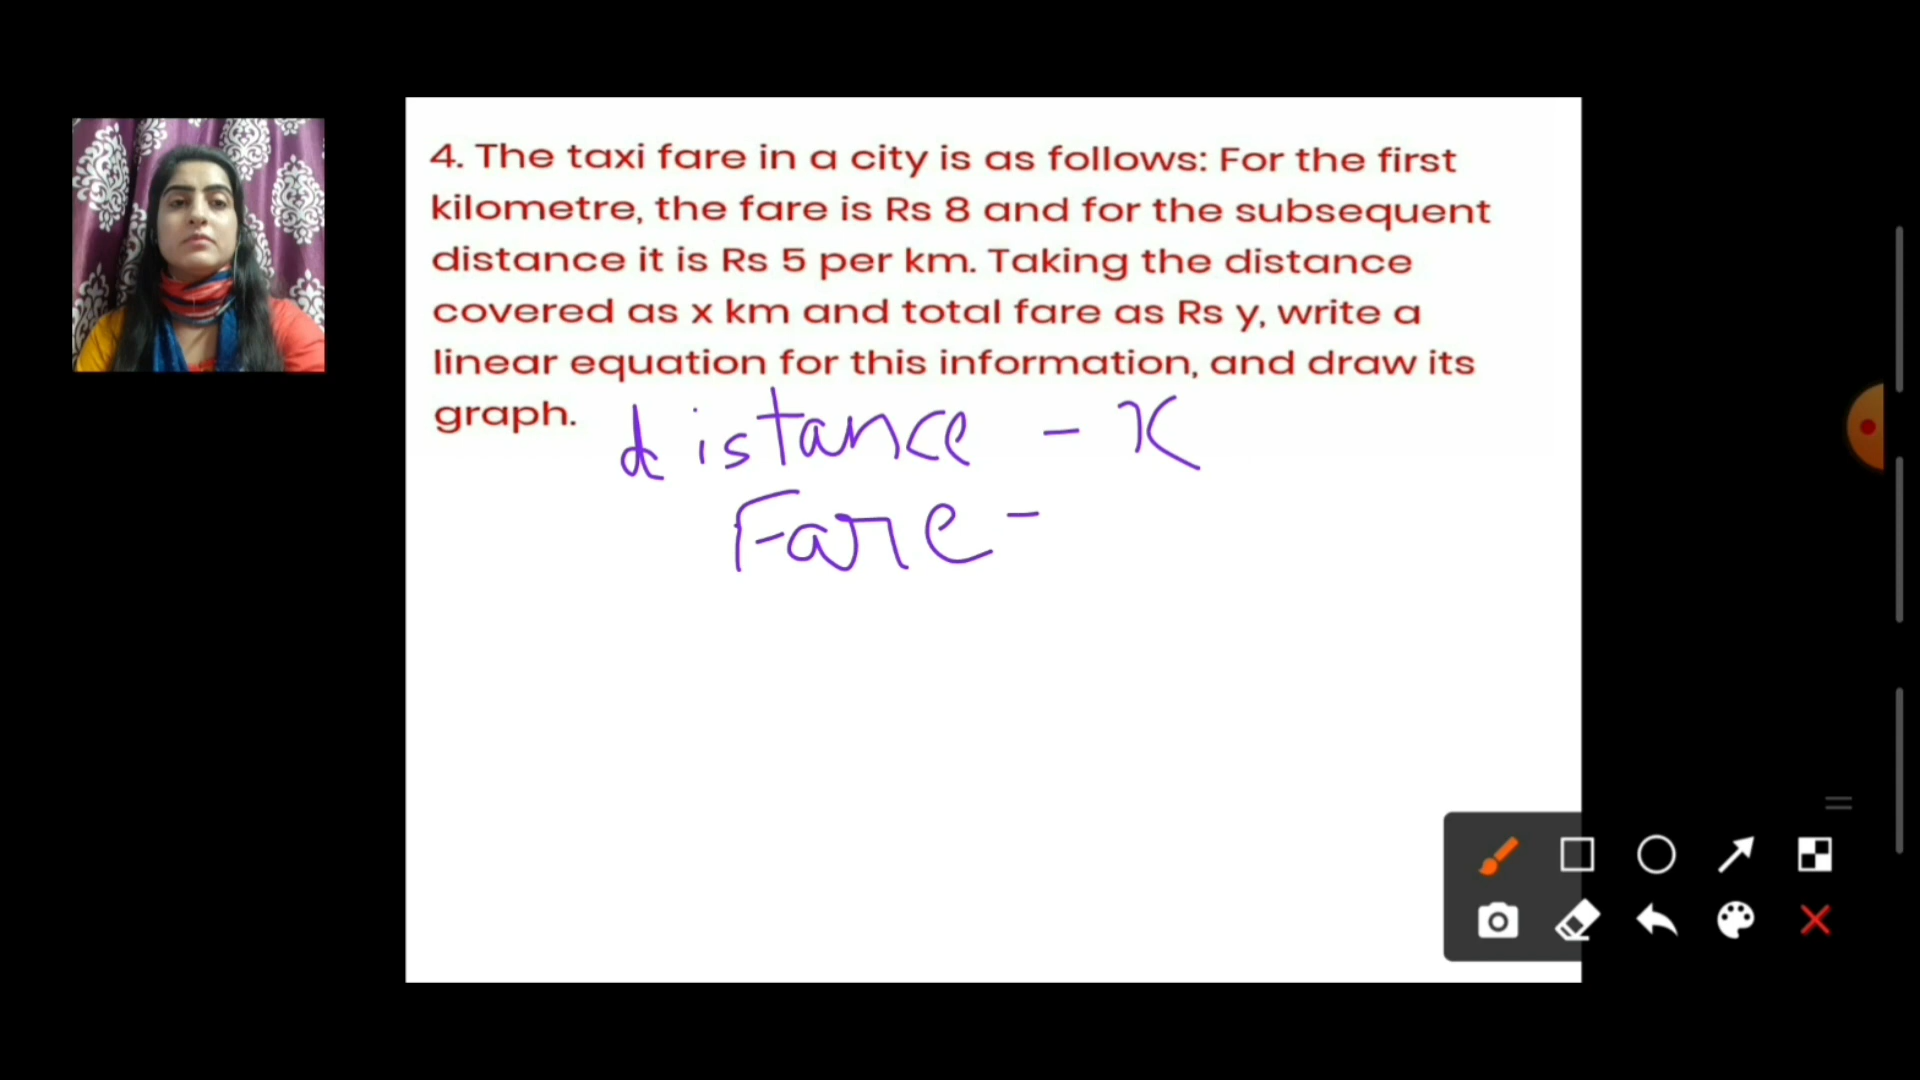 4. The taxi fare in a city is as follows: For the first
kilometre, the fare is Rs 8 and for the subsequent
distance it is Rs 5 per km. Taking the distance
covered as x km and total fare as Rs y, write a
linear equation for this information, and draw its
graph.
distance - x
Fare -